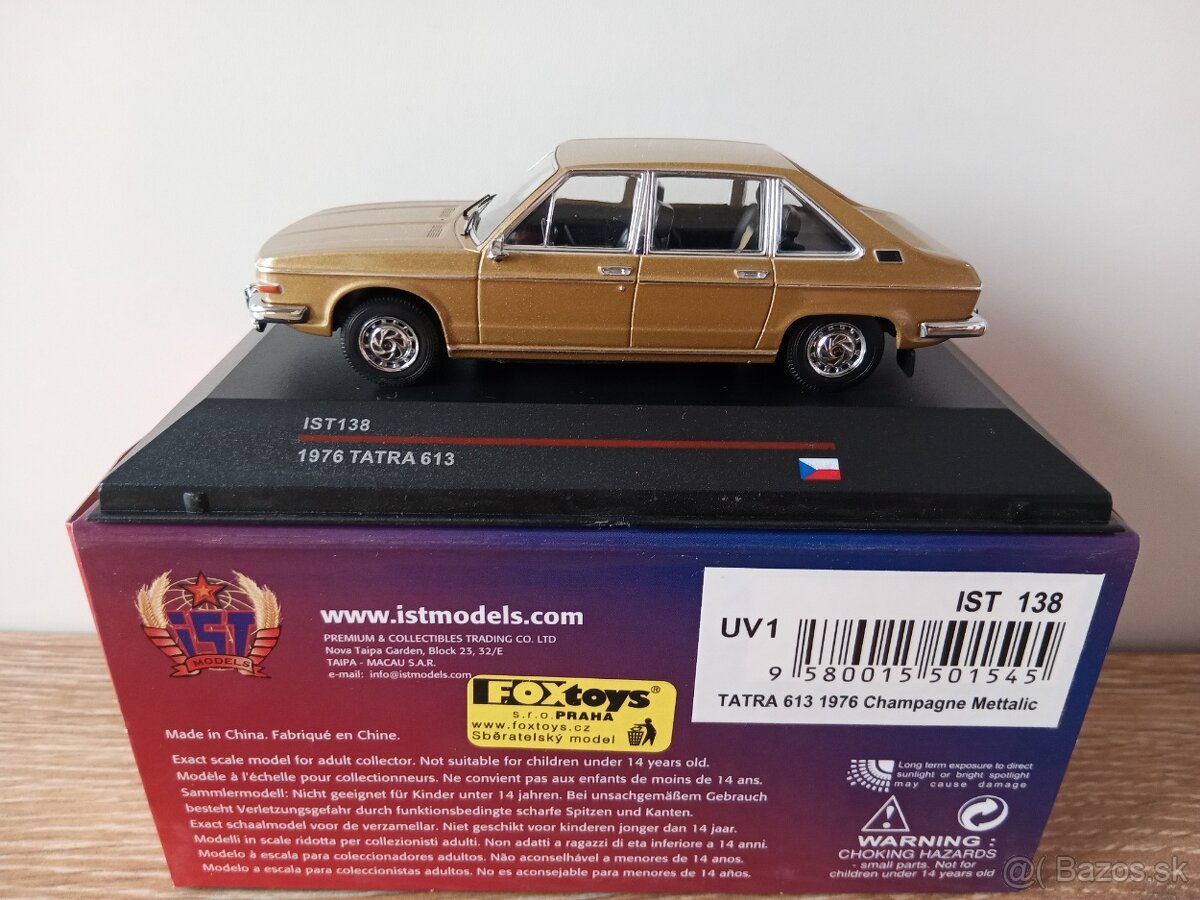 IST138
1976 TATRA 613
IST
MODELS
www.istmodels.com
PREMIUM & COLLECTIBLES TRADING CO. LTD
Nova Taipa Garden, Block 23, 32/E
TAIPA - MACAU S.A.R.
e-mail: info@istmodels.com
IST 138
UV1
9 580015 501545
TATRA 613 1976 Champagne Mettalic
FOXtoys®
s.r.o. PRAHA
www.foxtoys.cz
Sběratelský model
Made in China. Fabriqué en Chine.
Exact scale model for adult collector. Not suitable for children under 14 years old.
Modèle à l'échelle pour collectionneurs. Ne convient pas aux enfants de moins de 14 ans.
Sammlermodell: Nicht geeignet für Kinder unter 14 jahren. Bei unsachgemäßem Gebrauch
besteht Verletzungsgefahr durch funktionsbedingte scharfe Spitzen und Kanten.
Exact schaalmodel voor de verzamellar. Niet geschikt voor kinderen jonger dan 14 jaar.
Modelli in scala ridotta per collezionisti adulti. Non adatti a ragazzi di eta inferiore a 14 anni.
Modelo à escala para coleccionadores adultos. Não aconselhável a menores de 14 anos.
Modelo a escala para coleccionistas adultos. No es aconsejable para menores de 14 años.
Long term exposure to direct
sunlight or bright spotlight
may cause damage
WARNING :
CHOKING HAZARDS
- small parts. Not for
children under 14 years old
@( Bazos.sk